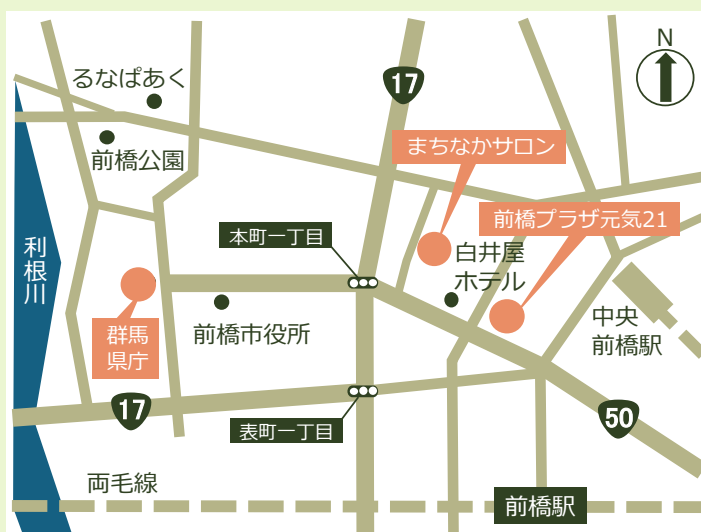 N
るなぱあく
17
まちなかサロン
前橋公園
前橋プラザ元気21
本町一丁目
利根川
白井屋
ホテル
群馬
県庁
前橋市役所
中央
前橋駅
17
50
表町一丁目
両毛線
前橋駅